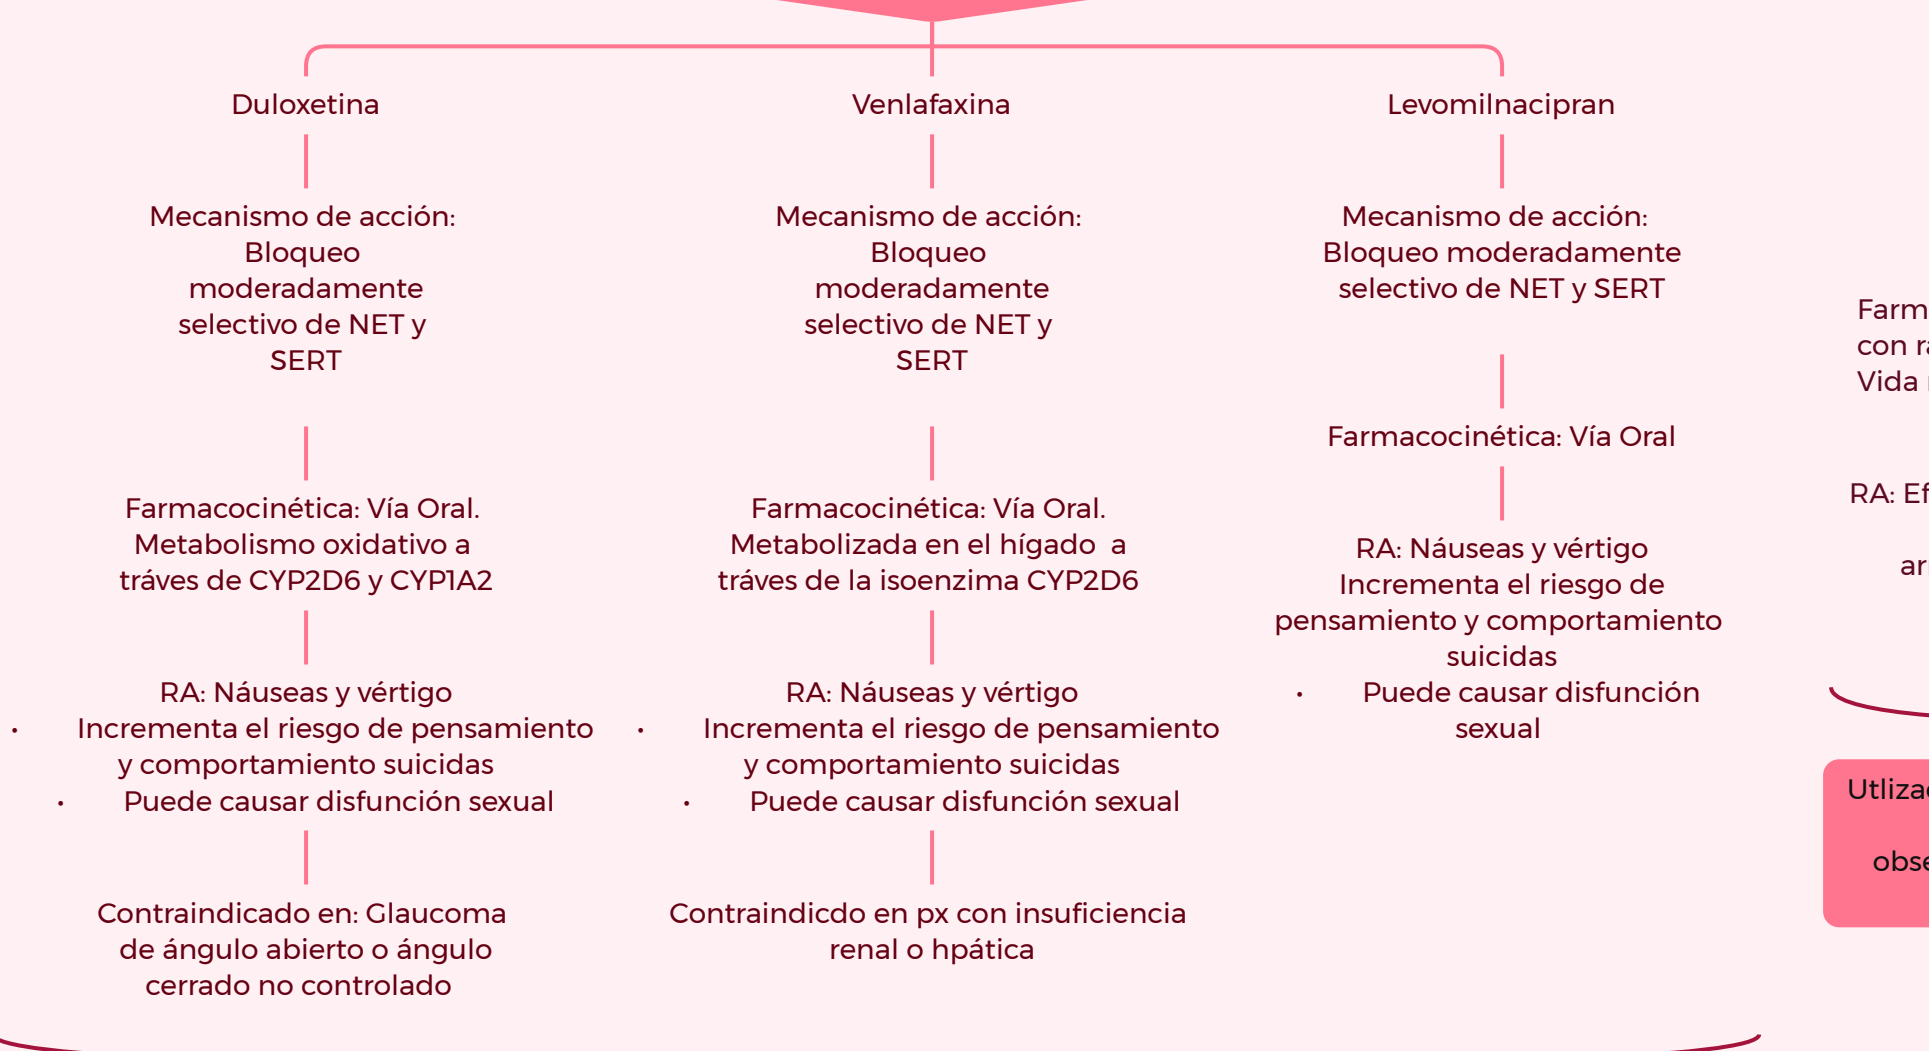 Duloxetina
Mecanismo de acción:
Bloqueo
moderadamente
selectivo de NET y
SERT
Farmacocinética: Vía Oral.
Metabolismo oxidativo a
tráves de CYP2D6 y CYP1A2
RA: Náuseas y vértigo
• Incrementa el riesgo de pensamiento
y comportamiento suicidas
• Puede causar disfunción sexual
Contraindicado en: Glaucoma
de ángulo abierto o ángulo
cerrado no controlado
Venlafaxina
Mecanismo de acción:
Bloqueo
moderadamente
selectivo de NET y
SERT
Farmacocinética: Vía Oral.
Metabolizada en el hígado a
tráves de la isoenzima CYP2D6
RA: Náuseas y vértigo
• Incrementa el riesgo de pensamiento
y comportamiento suicidas
• Puede causar disfunción sexual
Contraindicdo en px con insuficiencia
renal o hpática
Levomilnacipran
Mecanismo de acción:
Bloqueo moderadamente
selectivo de NET y SERT
Farmacocinética: Vía Oral
RA: Náuseas y vértigo
Incrementa el riesgo de
pensamiento y comportamiento
suicidas
• Puede causar disfunción
sexual
con
Vida
RA: